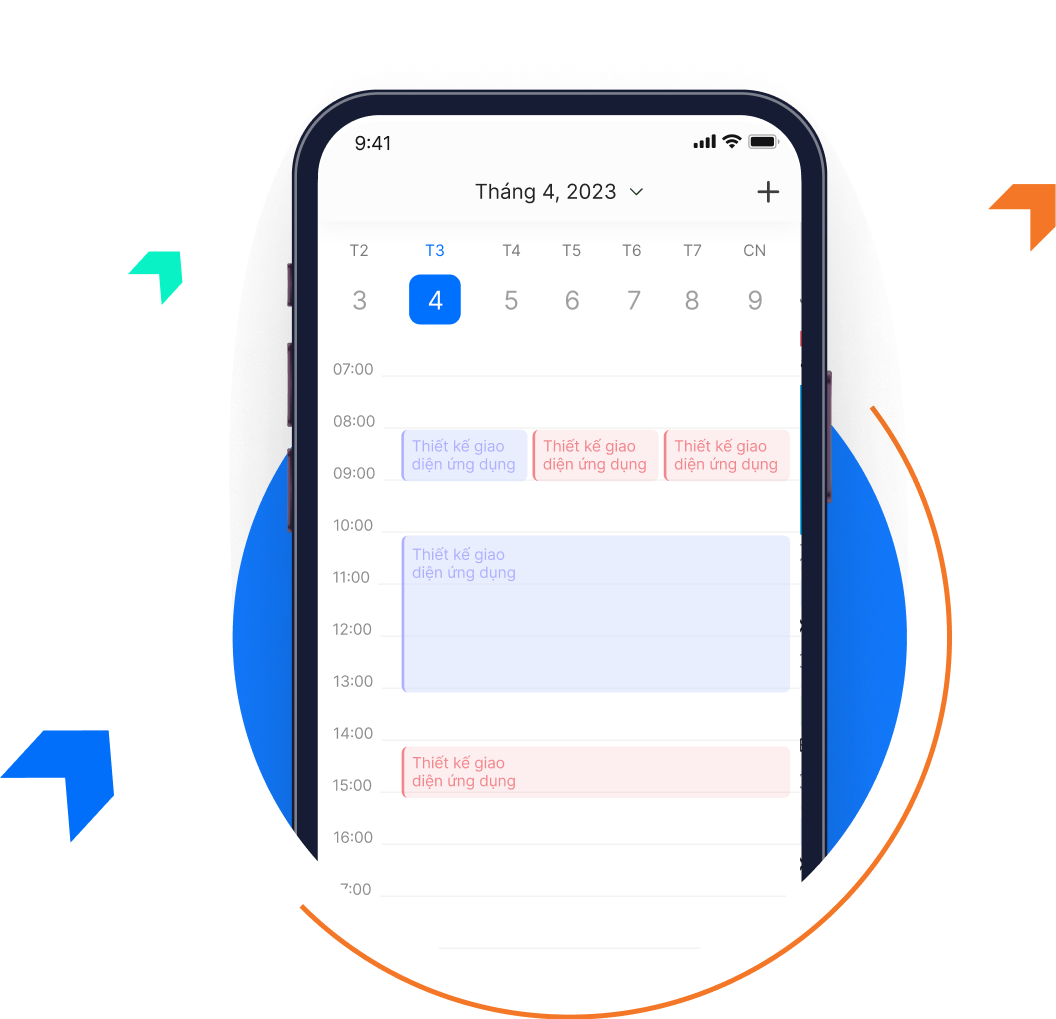 9:41
Tháng 4, 2023
T2 T3 T4 T5 T6 T7 CN
3 4 5 6 7 8 9
07:00
08:00
Thiết kế giao
diện ứng dụng
Thiết kế giao
diện ứng dụng
Thiết kế giao
diện ứng dụng
09:00
10:00
Thiết kế giao
diện ứng dụng
11:00
12:00
13:00
14:00
Thiết kế giao
diện ứng dụng
15:00
16:00
7:00